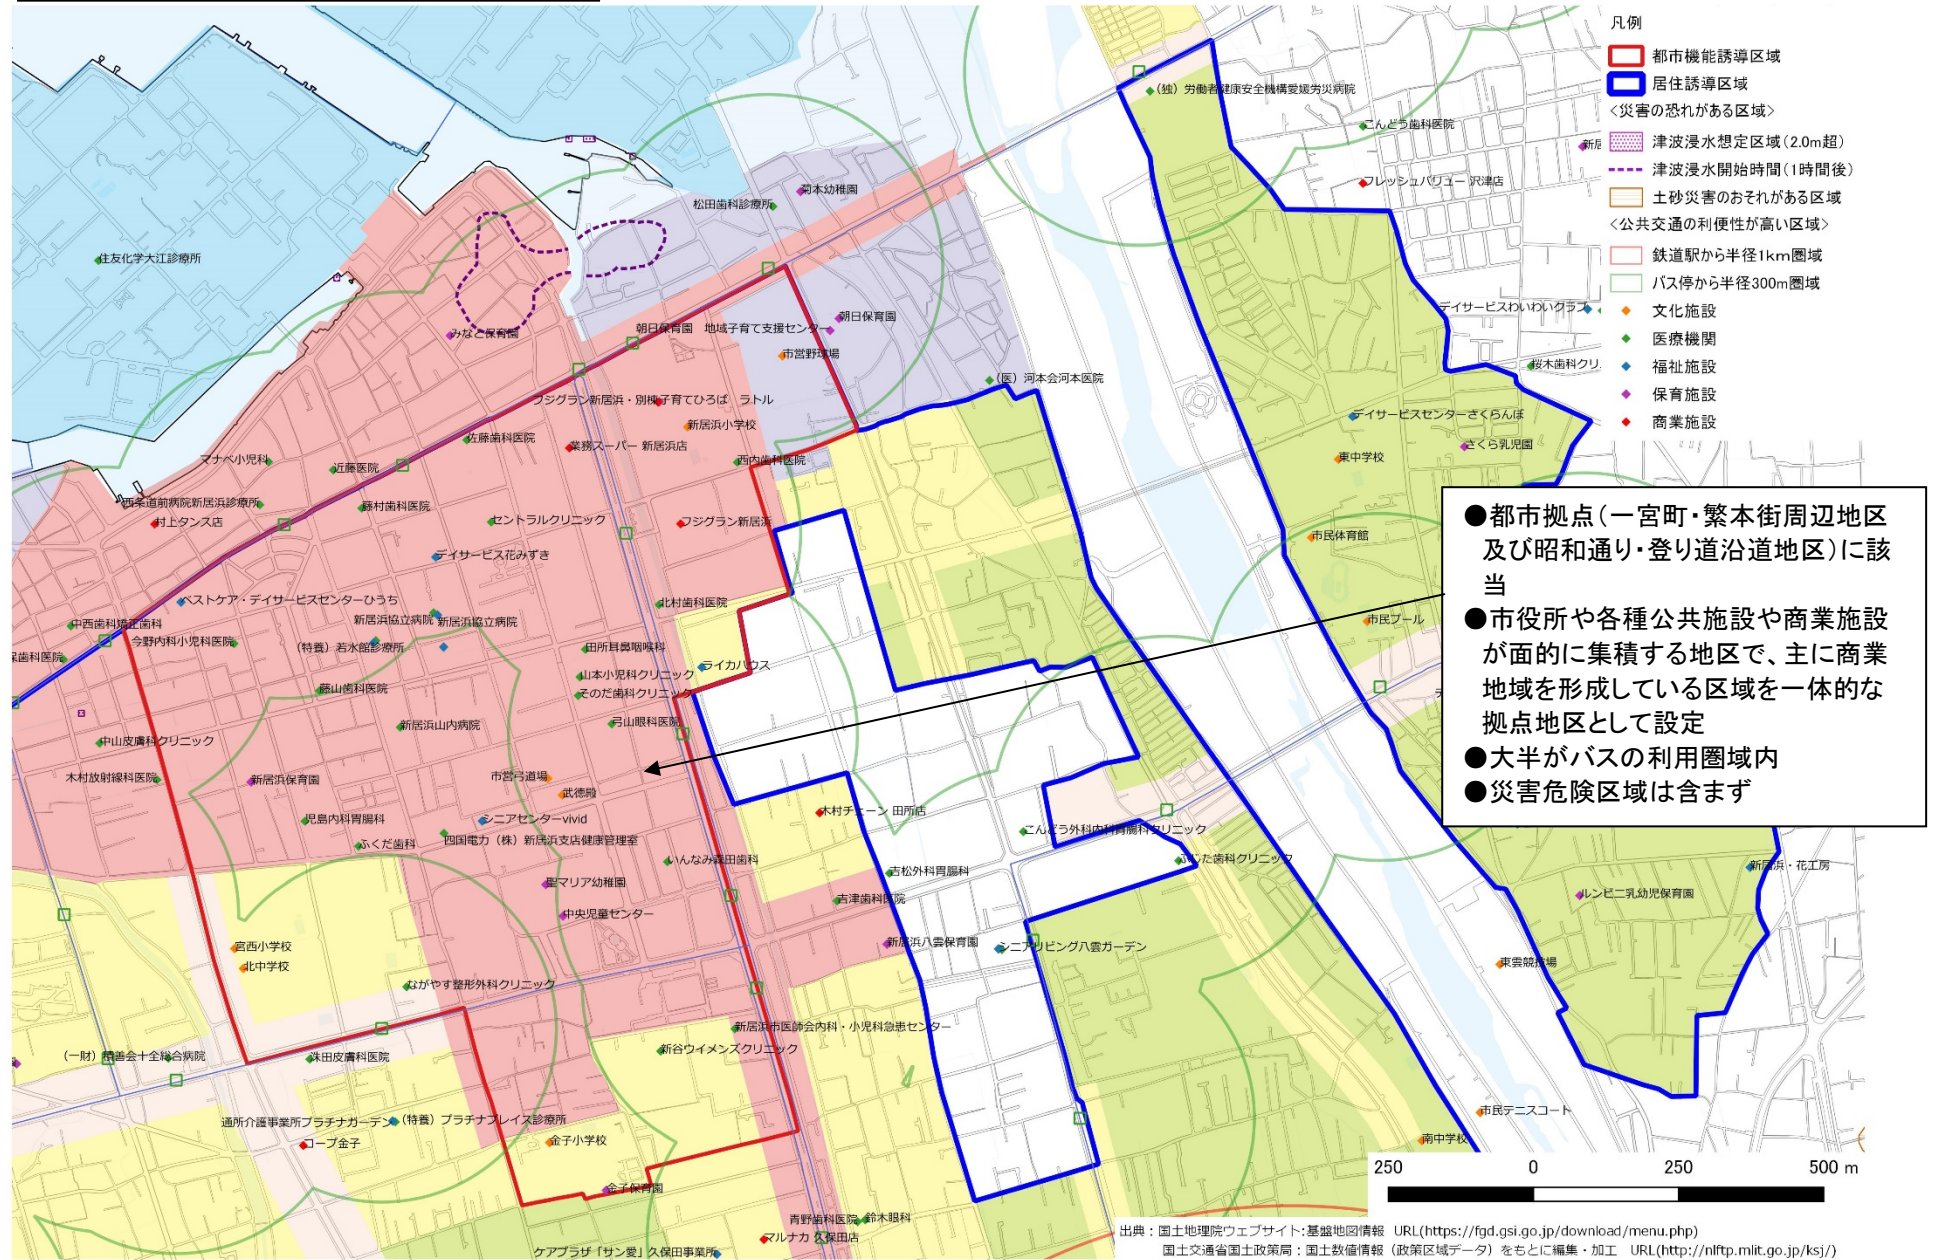 凡例
都市機能誘導区域
居住誘導区域
<災害の恐れがある区域>
津波浸水想定区域(2.0m超)
津波浸水開始時間(1時間後)
土砂災害のおそれがある区域
<公共交通の利便性が高い区域>
鉄道駅から半径1km圏域
バス停から半径300m圏域
文化施設
医療機関
福祉施設
保育施設
商業施設
(独)労働者健康安全機構愛媛労災病院
こんどう歯科医院
フレッシュバリュー 沢津店
菊本幼稚園
松田歯科診療所
住友化学大江診療所
デイサービスわいわいクラブ
みなと保育園
朝日保育園 地域子育て支援センター
朝日保育園
市営野球場
桜木歯科クリ
(医)河本会河本医院
フジグラン新居浜・別棟子育てひろば ラトル
新居浜小学校
デイサービスセンターさくらんぼ
さくら乳児園
東中学校
佐藤歯科医院
業務スーパー 新居浜店
マナベ小児科
近藤医院
西内歯科医院
西条道前病院新居浜診療所
藤村歯科医院
村上タンス店
セントラルクリニック
フジグラン新居浜
市民体育館
デイサービス花みずき
ベストケア・デイサービスセンターひうち
北村歯科医院
中西歯科矯正歯科
新居浜協立病院
新居浜協立病院
市民プール
今野内科小児科医院
(特養)若水館診療所
田所耳鼻咽喉科
ライカハウス
山本小児科クリニック
藤山歯科医院
そのだ歯科クリニック
新居浜山内病院
弓山眼科医院
中山皮膚科クリニック
木村放射線科医院
新居浜保育園
市営弓道場
武徳殿
児島内科胃腸科
シニアセンターvivid
木村チェーン 田所店
ふくだ歯科
四国電力(株)新居浜支店健康管理室
こんどう外科内科胃腸科クリニック
いんなみ森田歯科
ふじた歯科クリニック
吉松外科胃腸科
新居浜・花工房
聖マリア幼稚園
吉津歯科医院
ルンビニ乳幼児保育園
中央児童センター
宮西小学校
新居浜八雲保育園
シニアリビング八雲ガーデン
北中学校
東雲競技場
ながやす整形外科クリニック
新居浜市医師会内科・小児科急患センター
新谷ウイメンズクリニック
(一財)積善会十全総合病院
洙田皮膚科医院
通所介護事業所プラチナガーデン
(特養)プラチナプレイス診療所
市民テニスコート
コープ金子
金子小学校
南中学校
金子保育園
青野歯科医院
鈴木眼科
マルナカ 久保田店
ケアプラザ「サン愛」久保田事業所
●都市拠点(一宮町・繁本街周辺地区
及び昭和通り・登り道沿道地区)に該
当
●市役所や各種公共施設や商業施設
が面的に集積する地区で、主に商業
地域を形成している区域を一体的な
拠点地区として設定
●大半がバスの利用圏域内
●災害危険区域は含まず
250 0 250 500 m
出典:国土地理院ウェブサイト:基盤地図情報 URL(https://fgd.gsi.go.jp/download/menu.php)
国土交通省国土政策局:国土数値情報(政策区域データ)をもとに編集・加工 URL(http://nlftp.mlit.go.jp/ksj/)